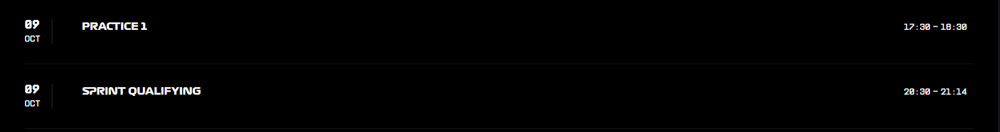 09
OCT
PRACTICE 1
17:30 – 18:30
09
OCT
SPRINT QUALIFYING
20:30 – 21:14